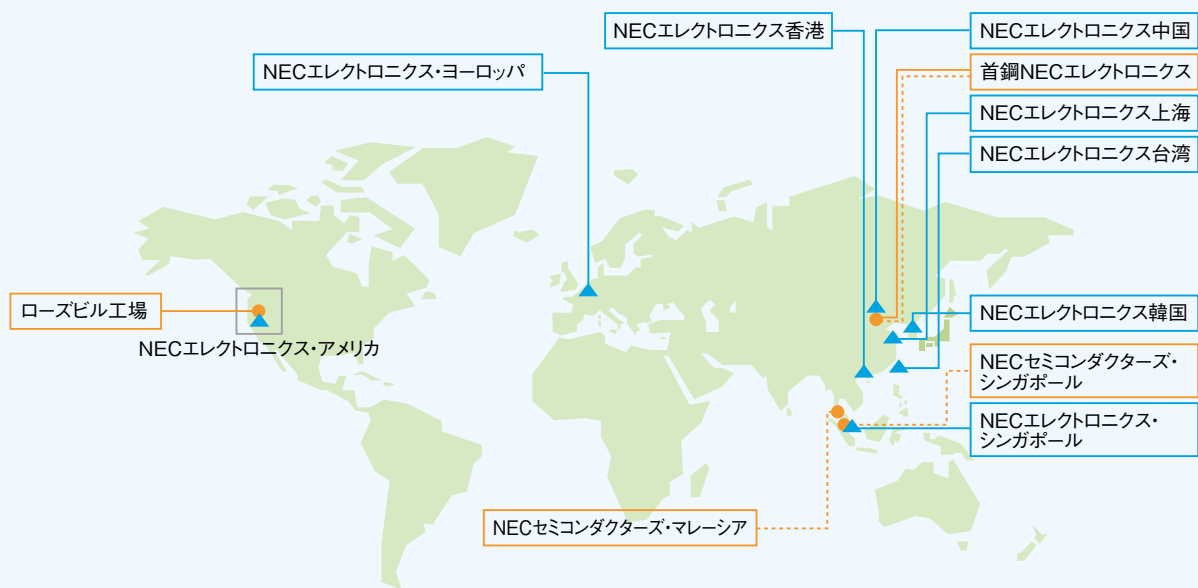 NECエレクトロニクス香港
NECエレクトロニクス中国
NECエレクトロニクス・ヨーロッパ
首鋼NECエレクトロニクス
NECエレクトロニクス上海
NECエレクトロニクス台湾
ローズビル工場
NECエレクトロニクス・アメリカ
NECエレクトロニクス韓国
NECセミコンダクターズ・
シンガポール
NECエレクトロニクス・
シンガポール
NECセミコンダクターズ・マレーシア